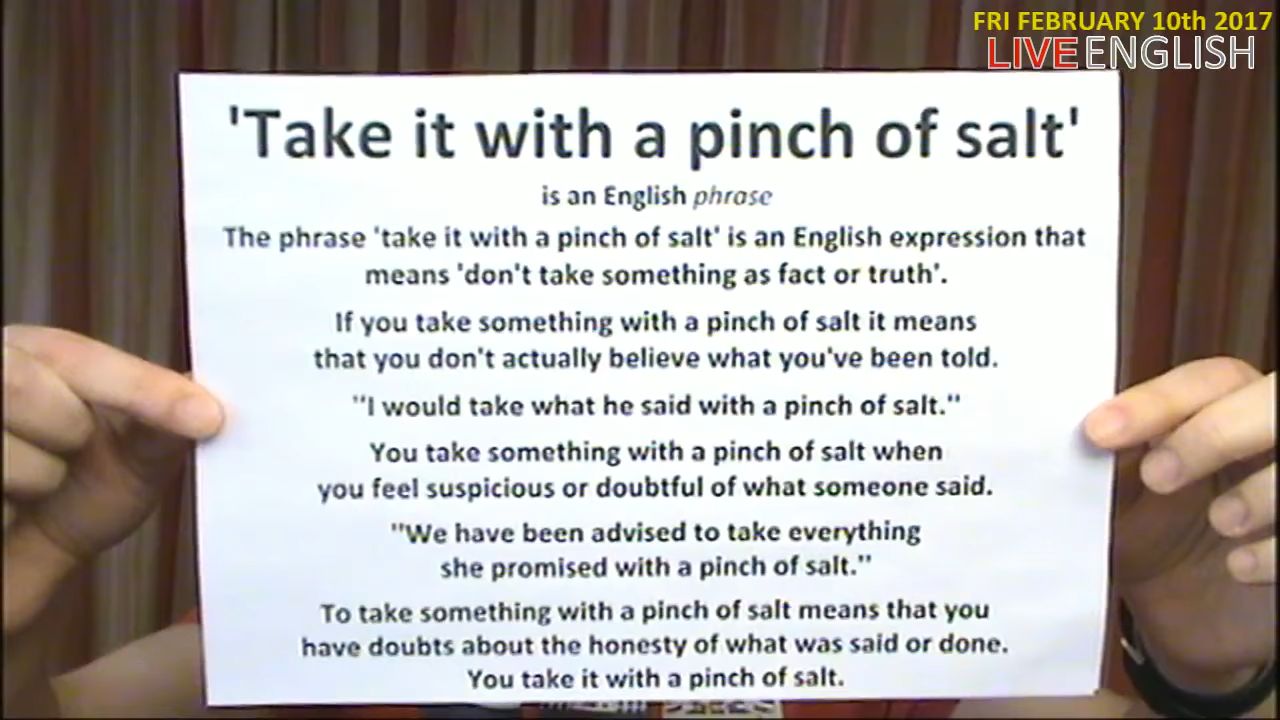 FRI FEBRUARY 10th 2017
LIVE ENGLISH
'Take it with a pinch of salt'
is an English phrase
The phrase 'take it with a pinch of salt' is an English expression that
means 'don't take something as fact or truth'.
If you take something with a pinch of salt it means
that you don't actually believe what you've been told.
"I would take what he said with a pinch of salt."
You take something with a pinch of salt when
you feel suspicious or doubtful of what someone said.
"We have been advised to take everything
she promised with a pinch of salt."
To take something with a pinch of salt means that you
have doubts about the honesty of what was said or done.
You take it with a pinch of salt.